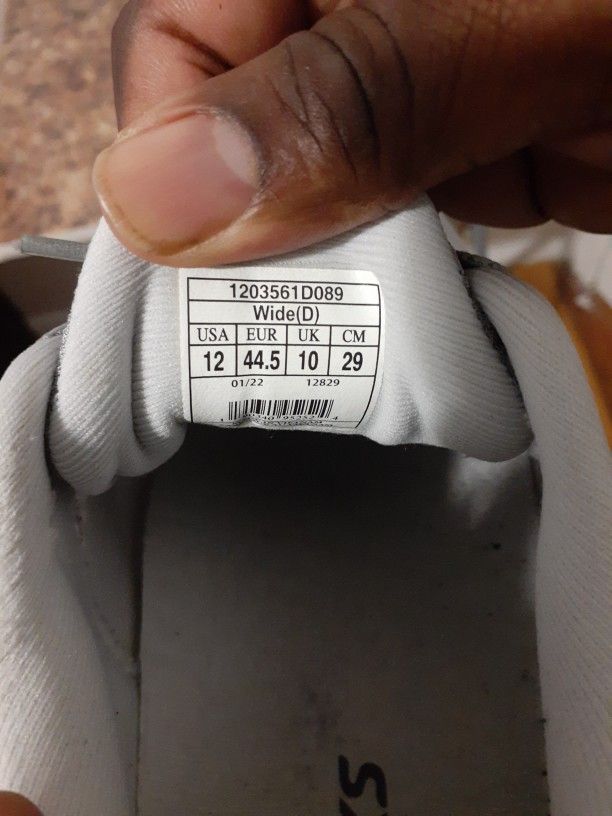 1203561D089
Wide(D)
USA EUR UK CM
12 44.5 10 29
01/22 12829